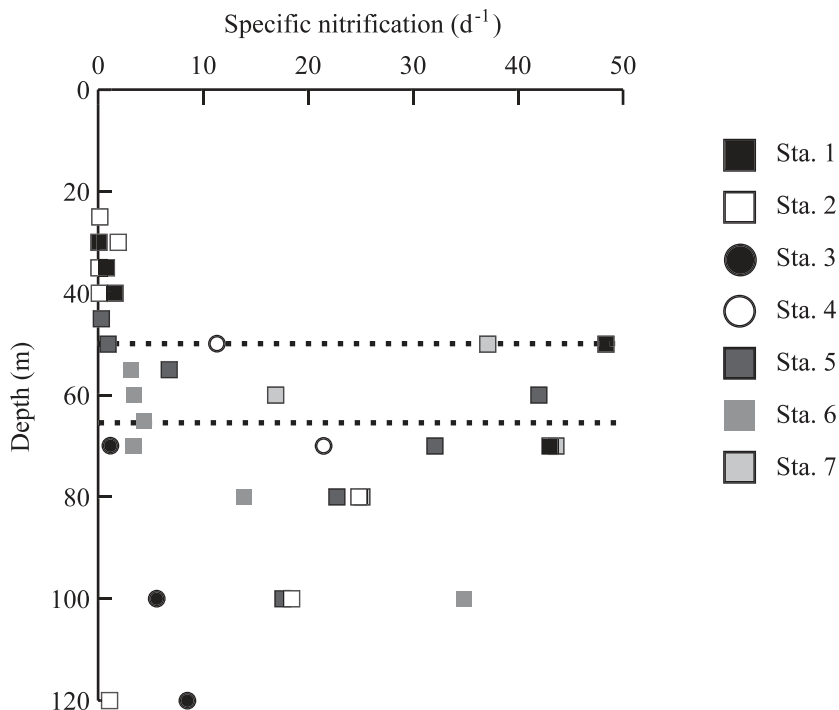 Specific nitrification (d⁻¹)
0 10 20 30 40 50
0
20
40
60
80
100
120
Depth (m)
Sta. 1
Sta. 2
Sta. 3
Sta. 4
Sta. 5
Sta. 6
Sta. 7